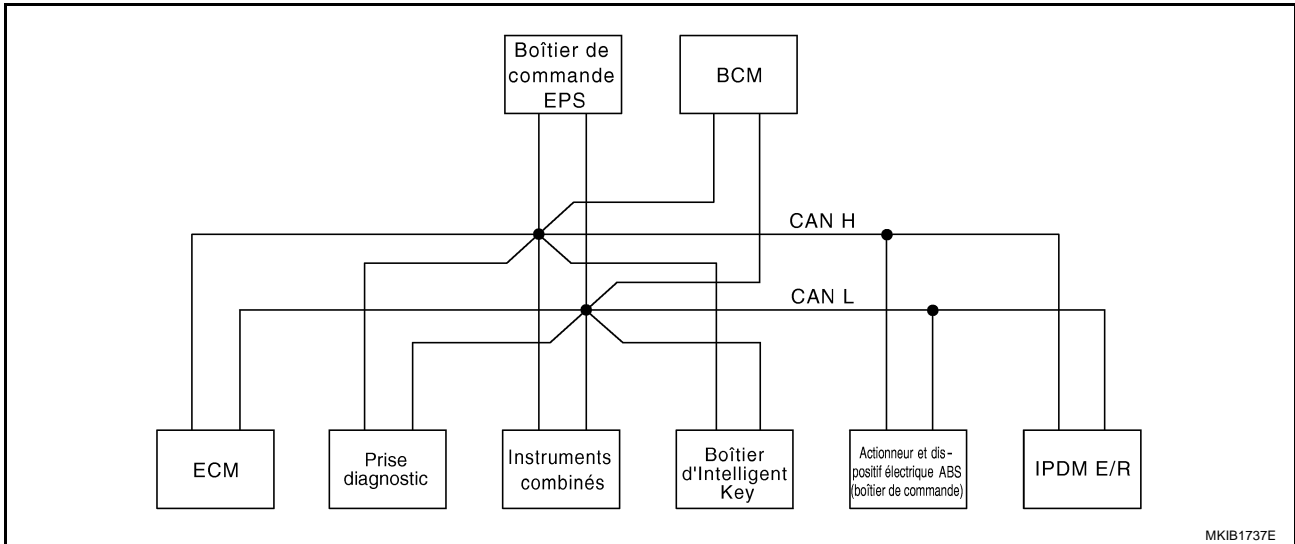 Boîtier de
commande
EPS
BCM
CAN H
CAN L
ECM
Prise
diagnostic
Instruments
combinés
Boîtier
d'Intelligent
Key
Actionneur et dis-
positif électrique ABS
(boîtier de commande)
IPDM E/R
MKIB1737E